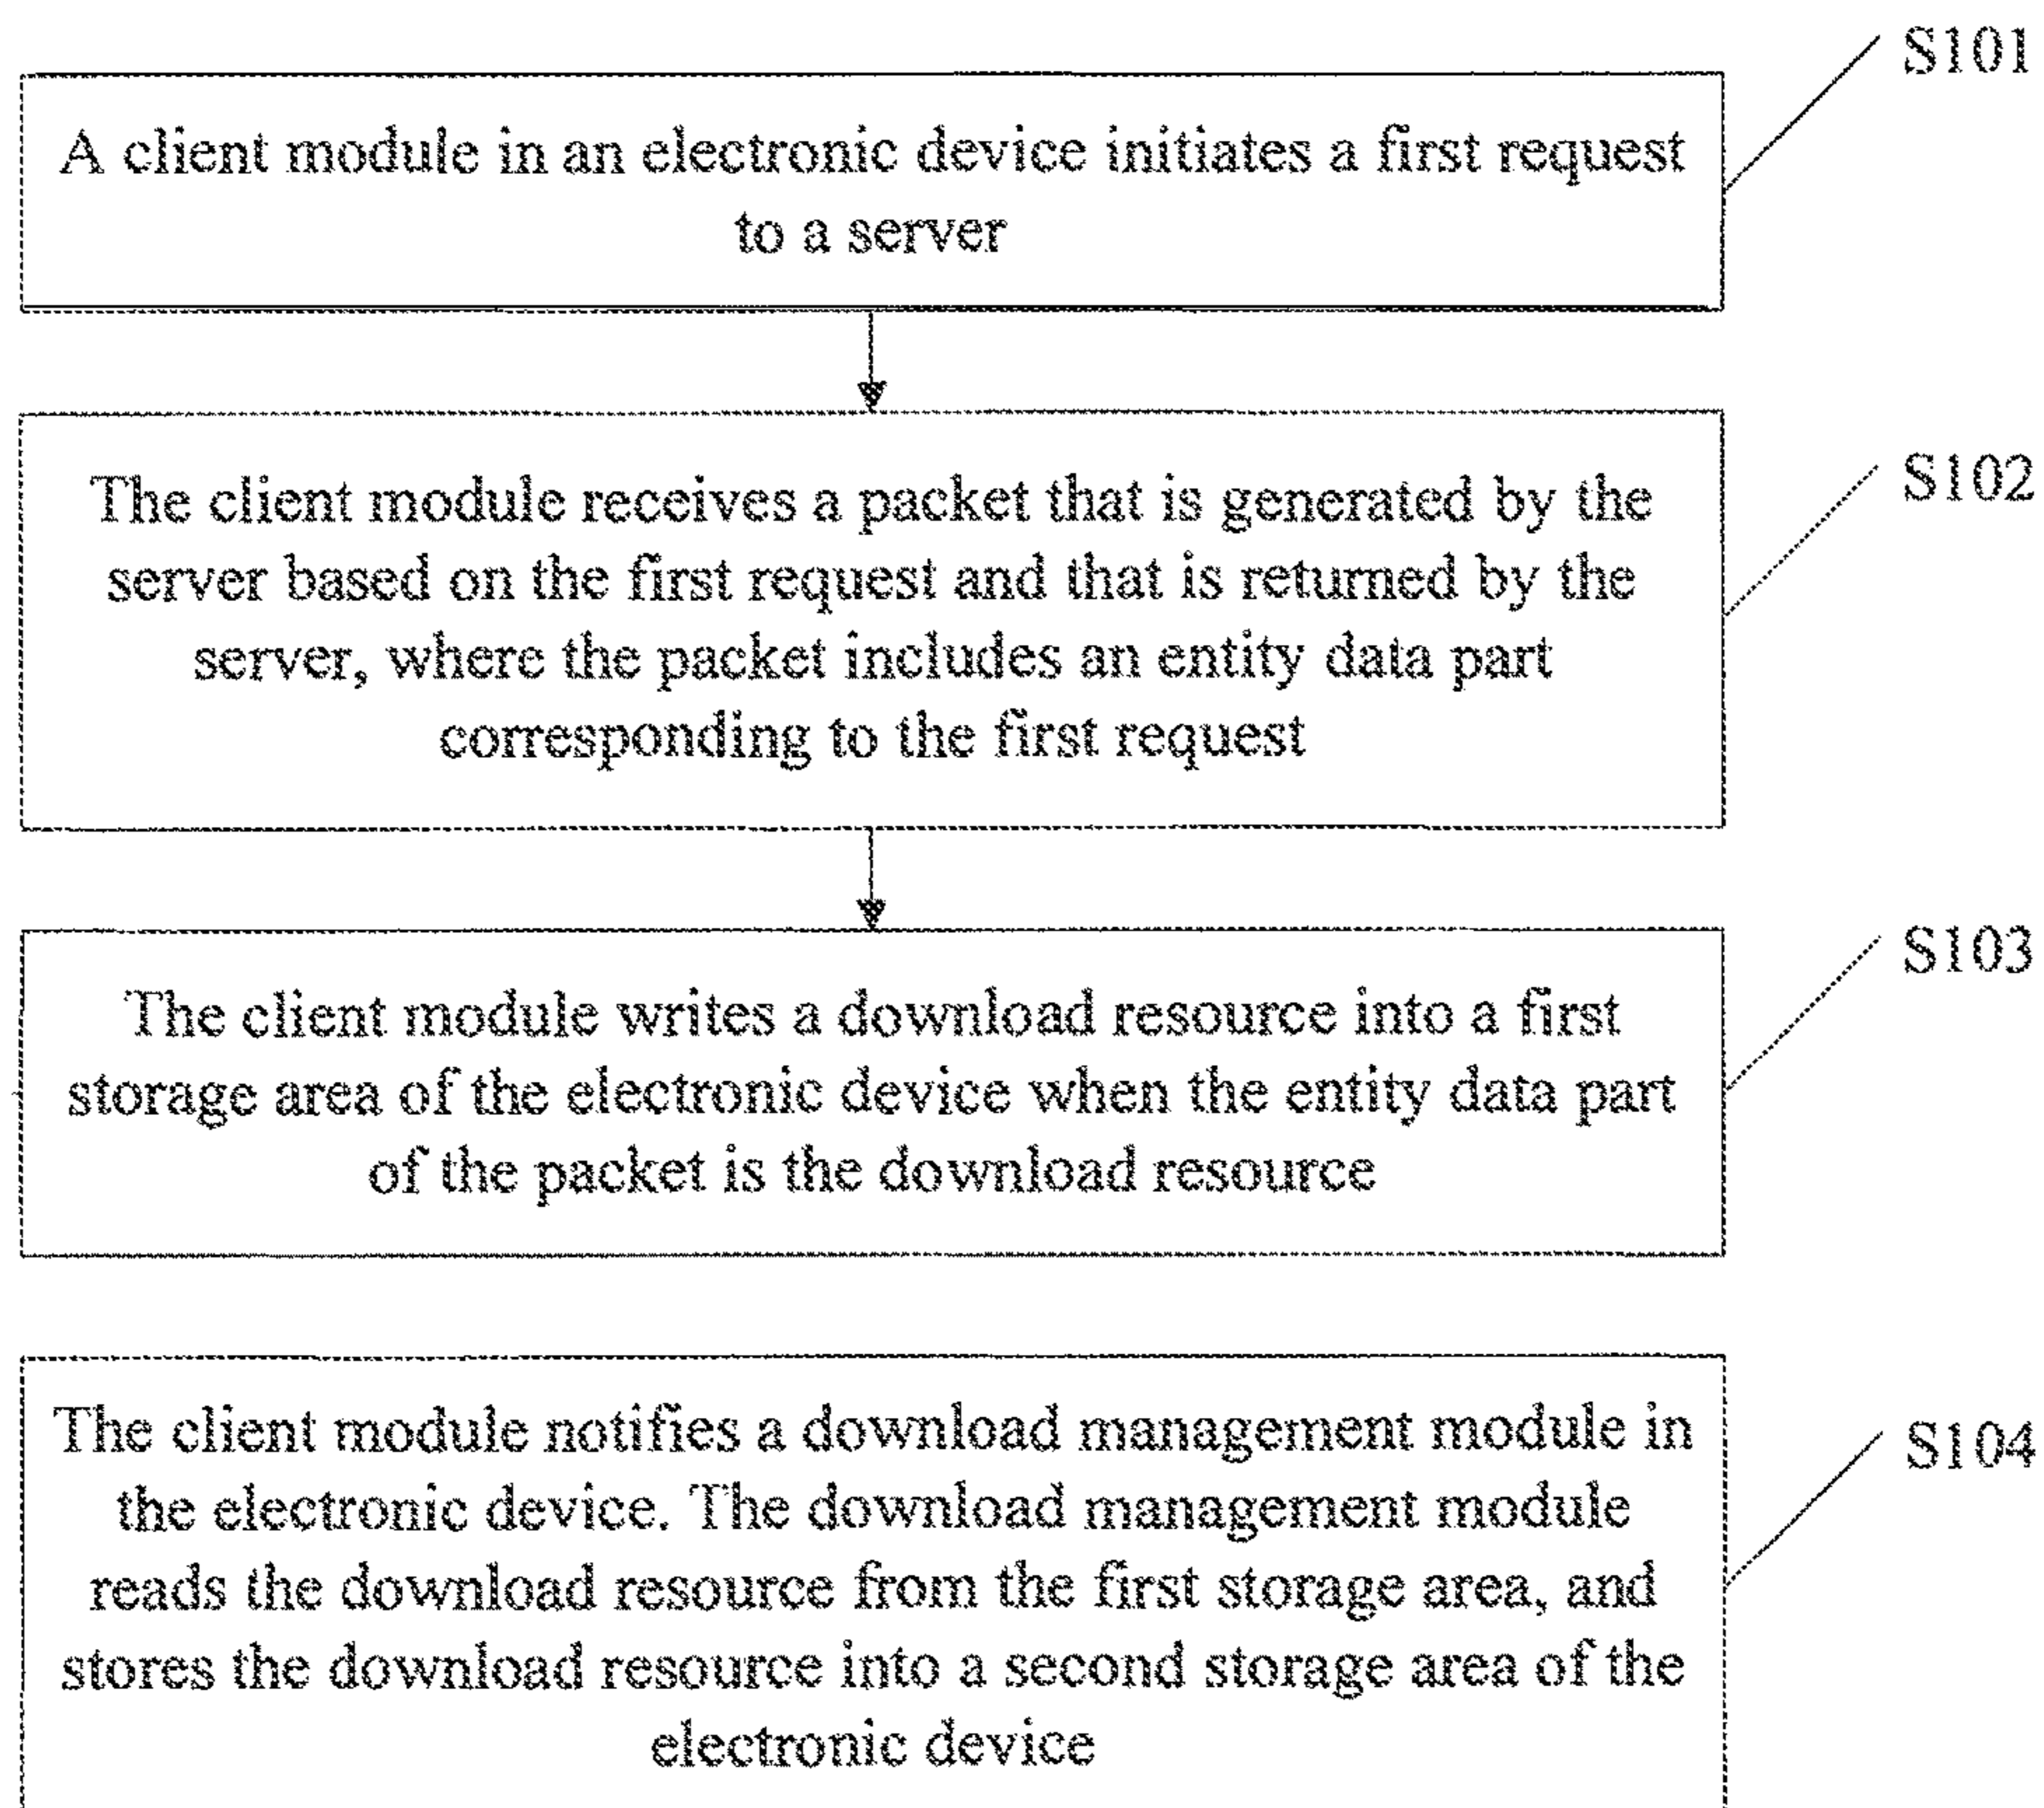 S101
A client module in an electronic device initiates a first request
to a server
S102
The client module receives a packet that is generated by the
server based on the first request and that is returned by the
server, where the packet includes an entity data part
corresponding to the first request
S103
The client module writes a download resource into a first
storage area of the electronic device when the entity data part
of the packet is the download resource
S104
The client module notifies a download management module in
the electronic device. The download management module
reads the download resource from the first storage area, and
stores the download resource into a second storage area of the
electronic device